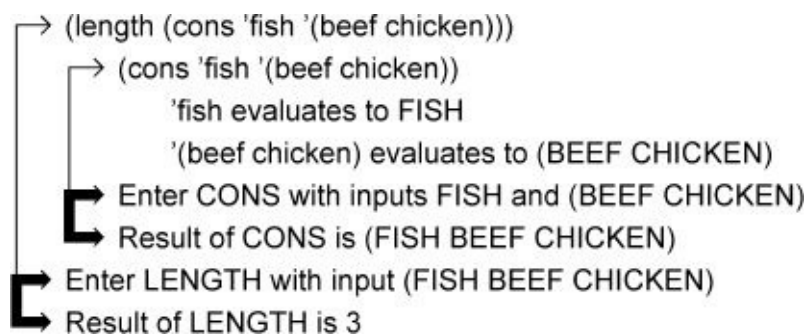 (length (cons ’fish ’(beef chicken)))
(cons ’fish ’(beef chicken))
’fish evaluates to FISH
’(beef chicken) evaluates to (BEEF CHICKEN)
Enter CONS with inputs FISH and (BEEF CHICKEN)
Result of CONS is (FISH BEEF CHICKEN)
Enter LENGTH with input (FISH BEEF CHICKEN)
Result of LENGTH is 3